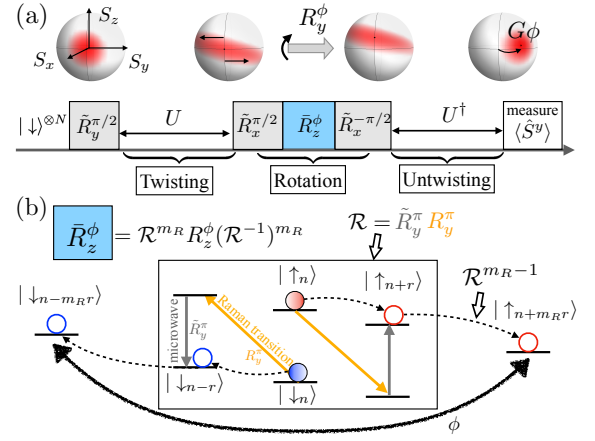 (a)
S_z
S_x
S_y
R_y^ϕ
Gϕ
|↓⟩^{⊗N}
R̃_y^{π/2}
U
R̃_x^{π/2}
R̄_z^ϕ
R̃_x^{-π/2}
U^†
measure
⟨Ŝ^y⟩
Twisting
Rotation
Untwisting
(b)
R̄_z^ϕ = ℛ^{m_R} R_z^ϕ (ℛ^{-1})^{m_R}
ℛ = R̃_y^π R_y^π
|↓_{n-m_R r}⟩
|↑_n⟩
|↑_{n+r}⟩
ℛ^{m_R-1}
|↑_{n+m_R r}⟩
microwave
R̃_y^π
Raman transition
R_y^π
|↓_{n-r}⟩
|↓_n⟩
ϕ